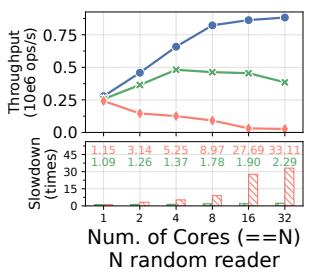 Throughput
(10e6 ops/s)
0.75
0.5
0.25
0.0
Slowdown
(times)
45
30
15
0
1.15 3.14 5.25 8.97 27.69 33.11
1.09 1.26 1.37 1.78 1.90 2.29
1 2 4 8 16 32
Num. of Cores (==N)
N random reader